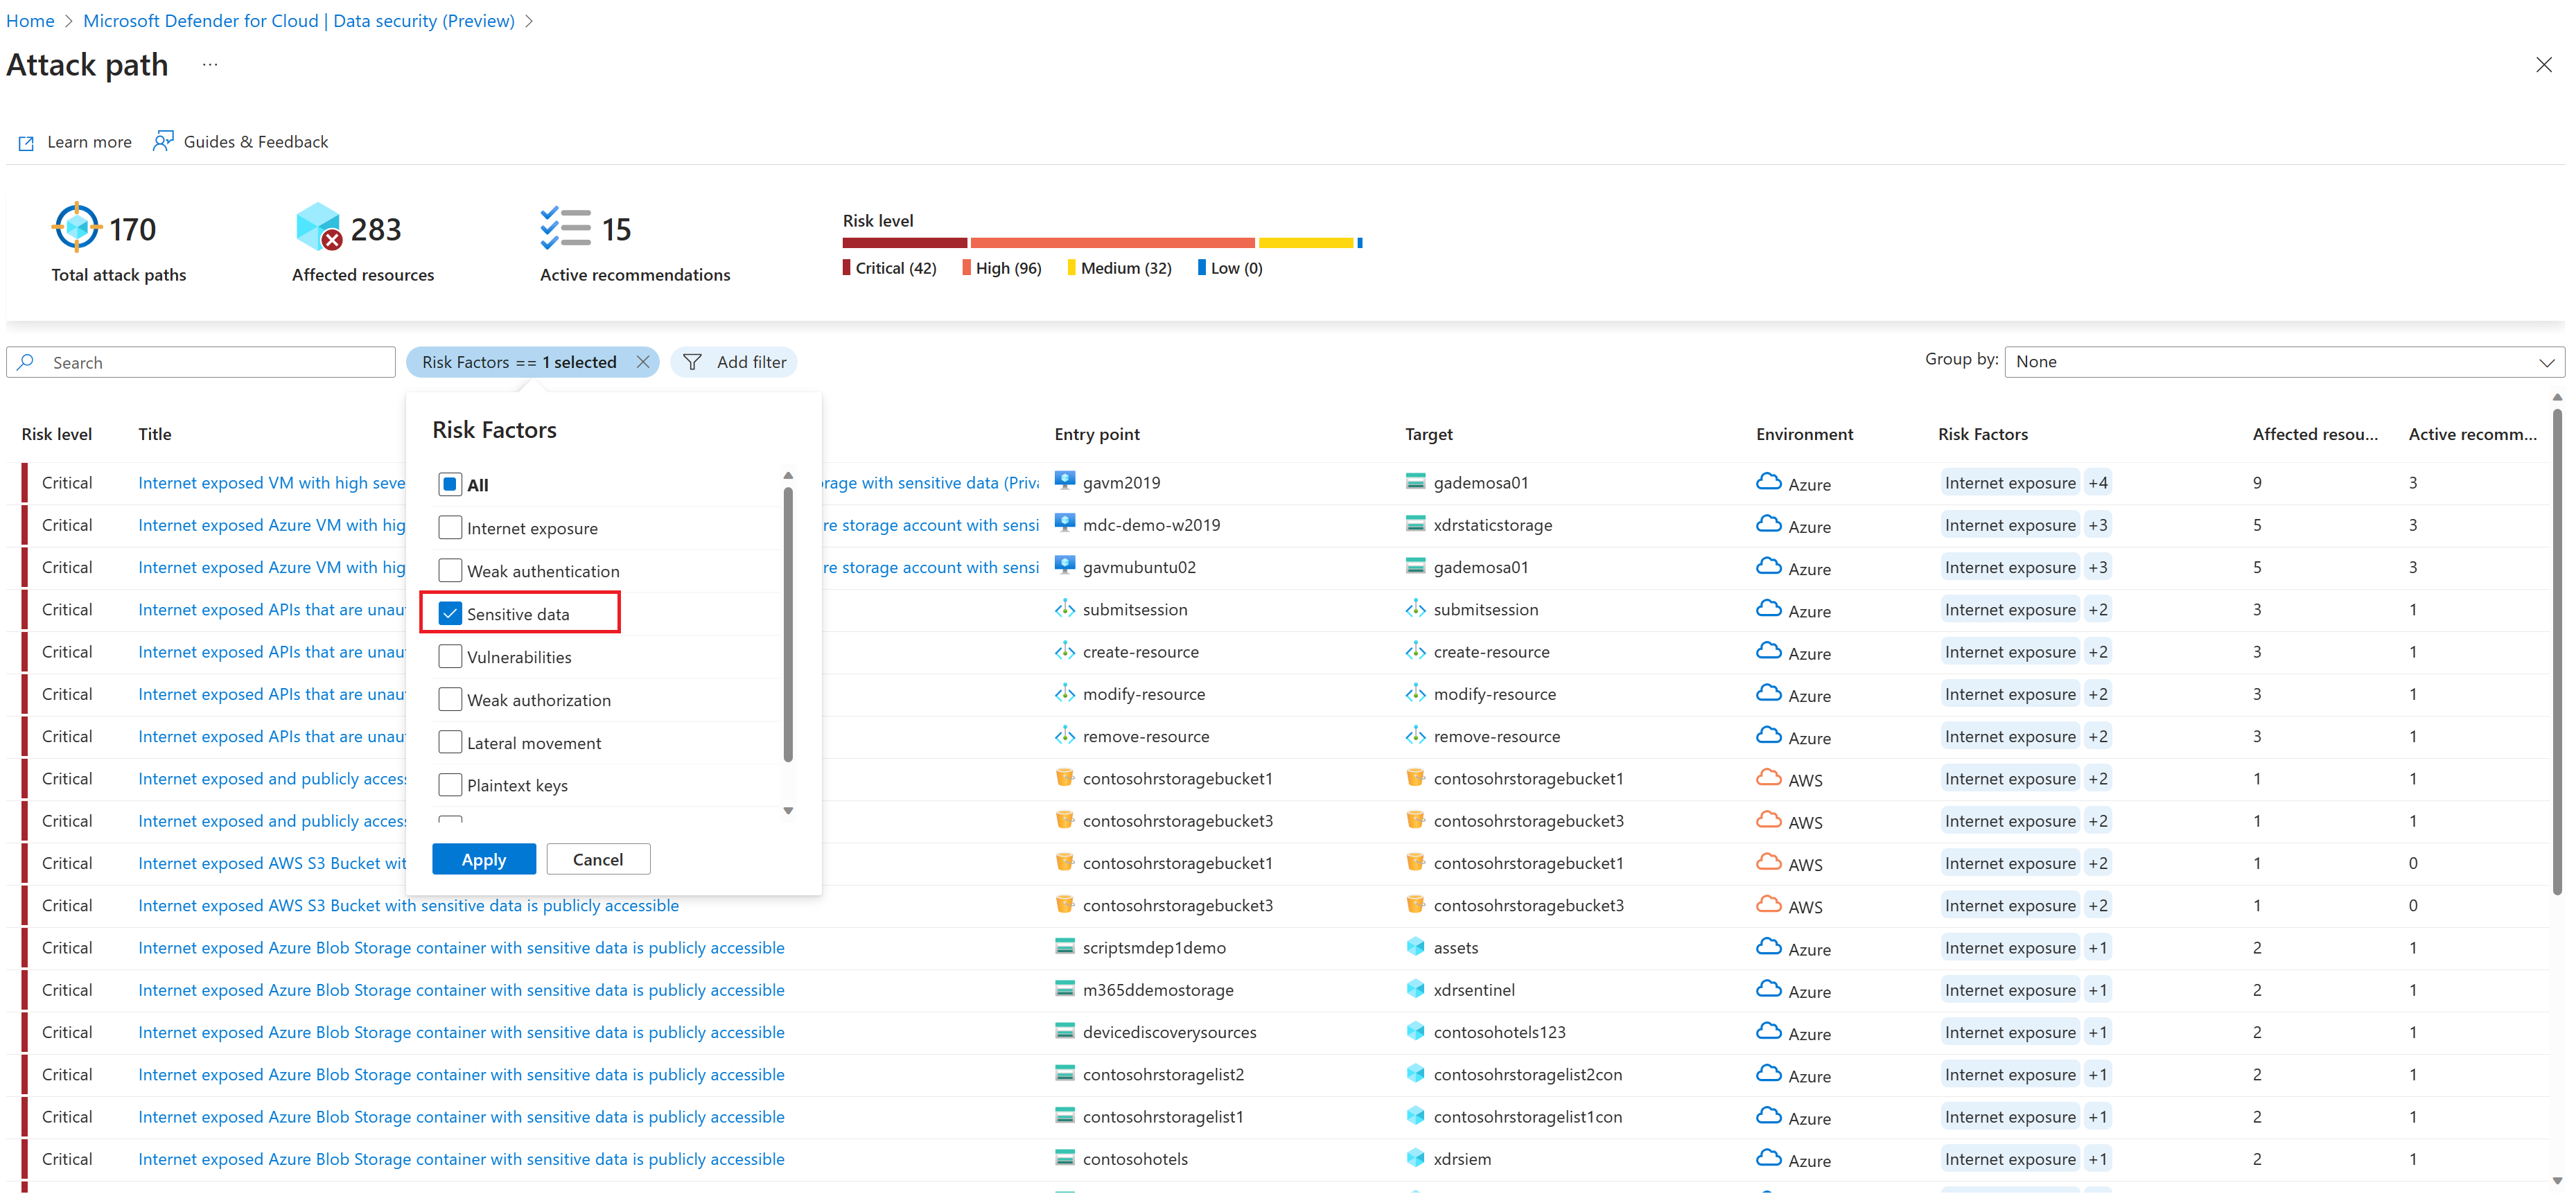 Home > Microsoft Defender for Cloud | Data security (Preview) >
Attack path ...
Learn more Guides & Feedback
170 283 15
Total attack paths Affected resources Active recommendations
Risk level
Critical (42) High (96) Medium (32) Low (0)
Search Risk Factors == 1 selected Add filter Group by: None
Risk Factors
All
Internet exposure
Weak authentication
Sensitive data
Vulnerabilities
Weak authorization
Lateral movement
Plaintext keys
Apply Cancel
Risk level Title Entry point Target Environment Risk Factors Affected resou... Active recomm...
Critical Internet exposed VM with high seve rage with sensitive data (Priva gavm2019 gademosa01 Azure Internet exposure +4 9 3
Critical Internet exposed Azure VM with hig re storage account with sensi mdc-demo-w2019 xdrstaticstorage Azure Internet exposure +3 5 3
Critical Internet exposed Azure VM with hig re storage account with sensi gavmubuntu02 gademosa01 Azure Internet exposure +3 5 3
Critical Internet exposed APIs that are unau submitsession submitsession Azure Internet exposure +2 3 1
Critical Internet exposed APIs that are unau create-resource create-resource Azure Internet exposure +2 3 1
Critical Internet exposed APIs that are unau modify-resource modify-resource Azure Internet exposure +2 3 1
Critical Internet exposed APIs that are unau remove-resource remove-resource Azure Internet exposure +2 3 1
Critical Internet exposed and publicly access contosohrstoragebucket1 contosohrstoragebucket1 AWS Internet exposure +2 1 1
Critical Internet exposed and publicly access contosohrstoragebucket3 contosohrstoragebucket3 AWS Internet exposure +2 1 1
Critical Internet exposed AWS S3 Bucket wit contosohrstoragebucket1 contosohrstoragebucket1 AWS Internet exposure +2 1 0
Critical Internet exposed AWS S3 Bucket with sensitive data is publicly accessible contosohrstoragebucket3 contosohrstoragebucket3 AWS Internet exposure +2 1 0
Critical Internet exposed Azure Blob Storage container with sensitive data is publicly accessible scriptsmdep1demo assets Azure Internet exposure +1 2 1
Critical Internet exposed Azure Blob Storage container with sensitive data is publicly accessible m365ddemostorage xdrsentinel Azure Internet exposure +1 2 1
Critical Internet exposed Azure Blob Storage container with sensitive data is publicly accessible devicediscoverysources contosohotels123 Azure Internet exposure +1 2 1
Critical Internet exposed Azure Blob Storage container with sensitive data is publicly accessible contosohrstoragelist2 contosohrstoragelist2con Azure Internet exposure +1 2 1
Critical Internet exposed Azure Blob Storage container with sensitive data is publicly accessible contosohrstoragelist1 contosohrstoragelist1con Azure Internet exposure +1 2 1
Critical Internet exposed Azure Blob Storage container with sensitive data is publicly accessible contosohotels xdrsiem Azure Internet exposure +1 2 1